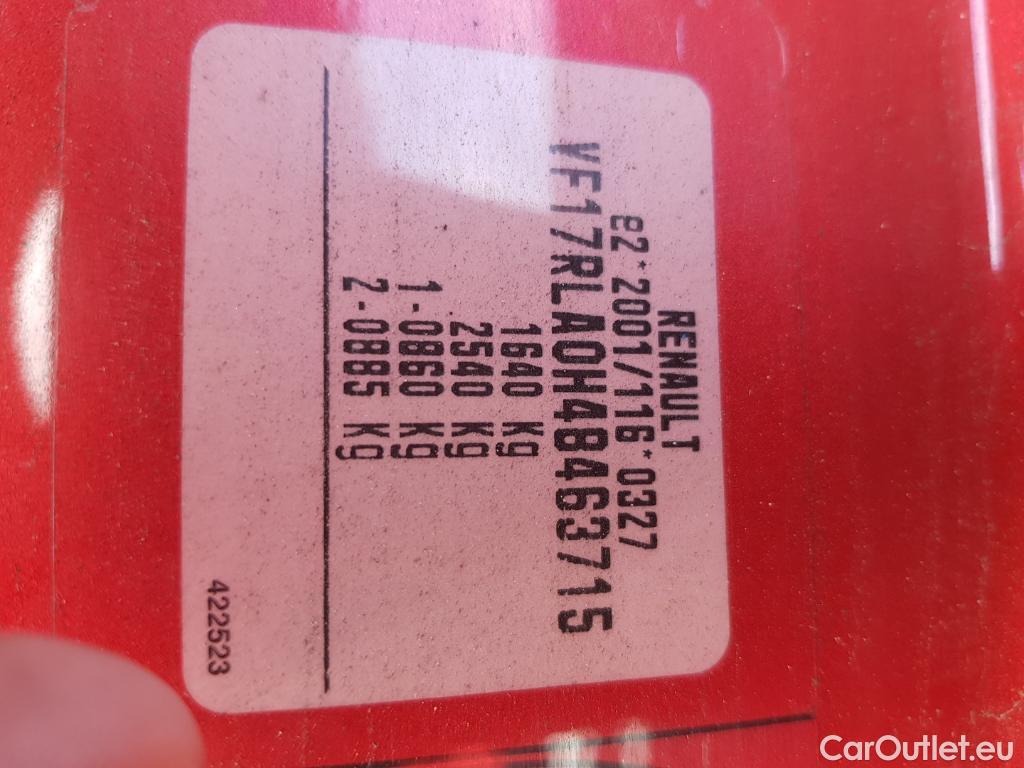 RENAULT
e2*2001/116*0327
VF17RLA0H48463715
1640 Kg
2540 Kg
1-0860 Kg
2-0885 Kg
422523
CarOutlet.eu